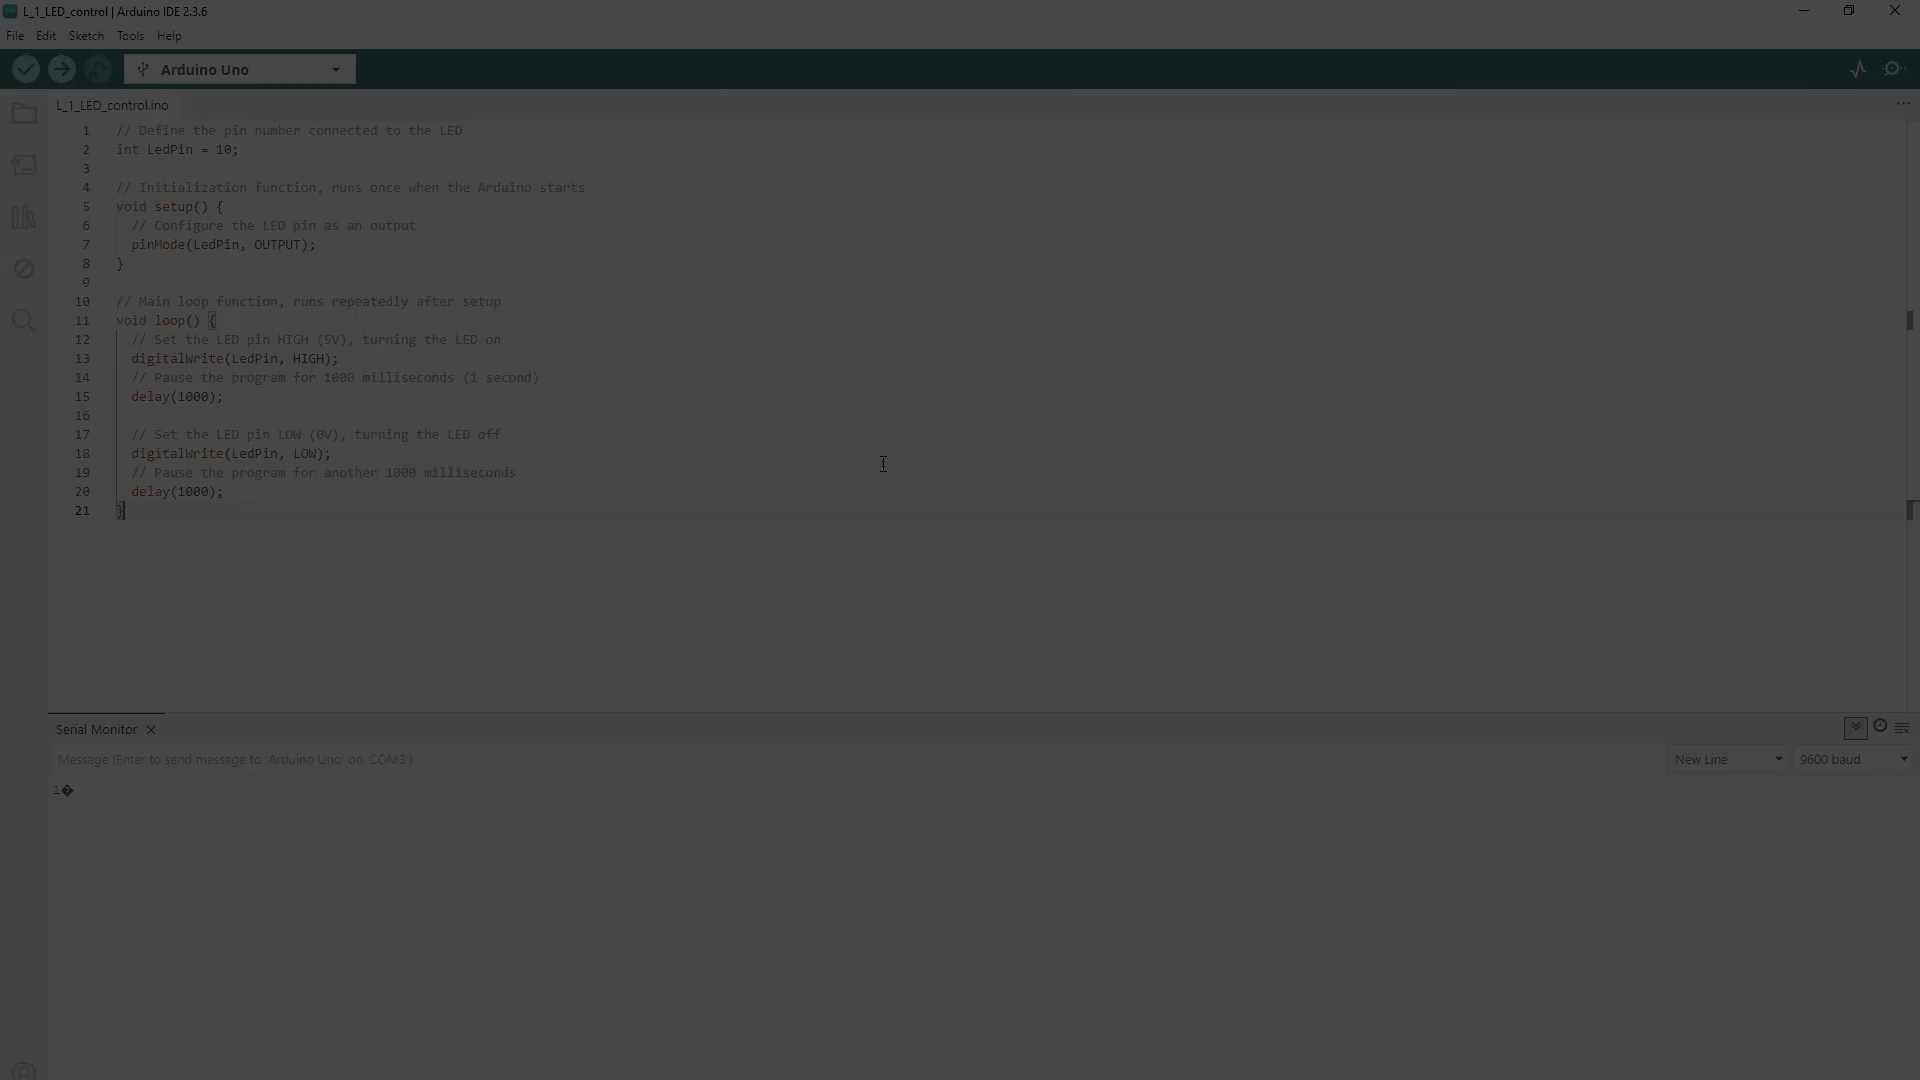 L_1_LED_control | Arduino IDE 2.3.6
File Edit Sketch Tools Help
Arduino Uno
L_1_LED_control.ino
1 // Define the pin number connected to the LED
2 int LedPin = 10;
3
4 // Initialization function, runs once when the Arduino starts
5 void setup() {
6 // Configure the LED pin as an output
7 pinMode(LedPin, OUTPUT);
8 }
9
10 // Main loop function, runs repeatedly after setup
11 void loop() {
12 // Set the LED pin HIGH (5V), turning the LED on
13 digitalWrite(LedPin, HIGH);
14 // Pause the program for 1000 milliseconds (1 second)
15 delay(1000);
16
17 // Set the LED pin LOW (0V), turning the LED off
18 digitalWrite(LedPin, LOW);
19 // Pause the program for another 1000 milliseconds
20 delay(1000);
21 }
Serial Monitor
Message (Enter to send message to 'Arduino Uno' on 'COM3')
New Line 9600 baud
1�